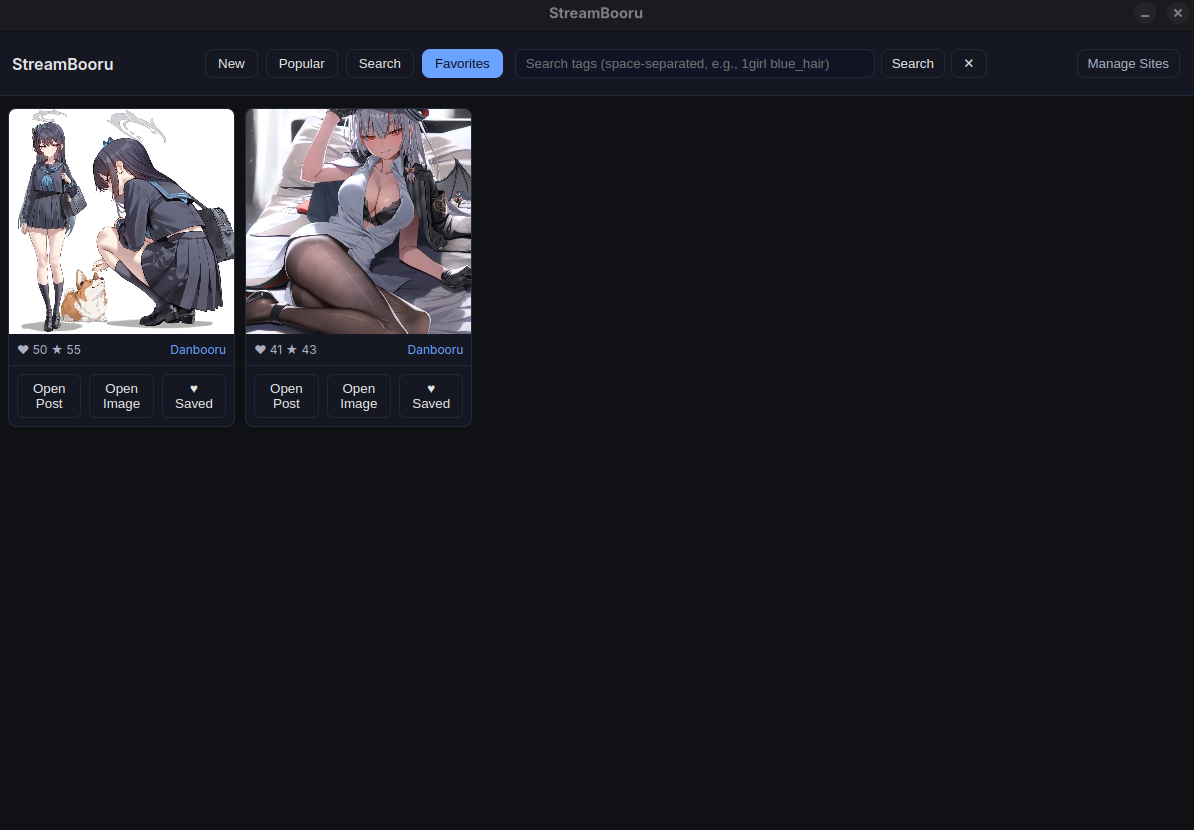 StreamBooru
StreamBooru
New
Popular
Search
Favorites
Search tags (space-separated, e.g., 1girl blue_hair)
Search
✕
Manage Sites
♥ 50 ★ 55
Danbooru
Open
Post
Open
Image
♥
Saved
♥ 41 ★ 43
Danbooru
Open
Post
Open
Image
♥
Saved